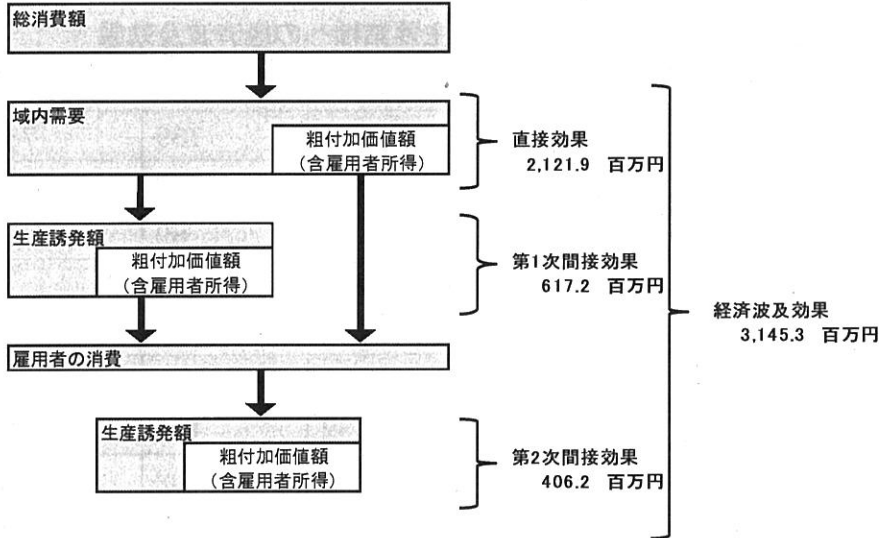 総消費額
域内需要
粗付加価値額
(含雇用者所得)
直接効果
2,121.9 百万円
生産誘発額
粗付加価値額
(含雇用者所得)
第1次間接効果
617.2 百万円
経済波及効果
3,145.3 百万円
雇用者の消費
生産誘発額
粗付加価値額
(含雇用者所得)
第2次間接効果
406.2 百万円